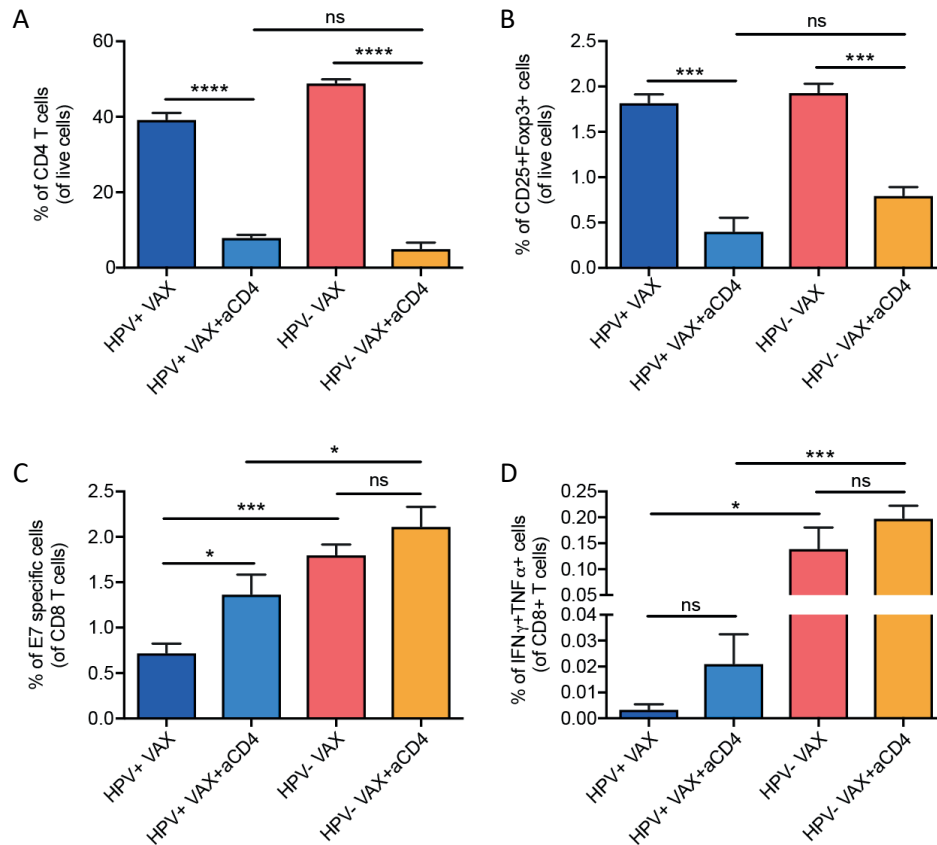 A
% of CD4 T cells
(of live cells)
60
40
20
0
****
ns
****
HPV+ VAX
HPV+ VAX+aCD4
HPV- VAX
HPV- VAX+aCD4
B
% of CD25+Foxp3+ cells
(of live cells)
2.5
2.0
1.5
1.0
0.5
0.0
***
ns
***
HPV+ VAX
HPV+ VAX+aCD4
HPV- VAX
HPV- VAX+aCD4
C
% of E7 specific cells
(of CD8 T cells)
2.5
2.0
1.5
1.0
0.5
0.0
*
ns
***
*
HPV+ VAX
HPV+ VAX+aCD4
HPV- VAX
HPV- VAX+aCD4
D
% of IFNγ+TNFα+ cells
(of CD8+ T cells)
0.25
0.20
0.15
0.10
0.05
0.04
0.03
0.02
0.01
0.00
***
ns
*
ns
HPV+ VAX
HPV+ VAX+aCD4
HPV- VAX
HPV- VAX+aCD4